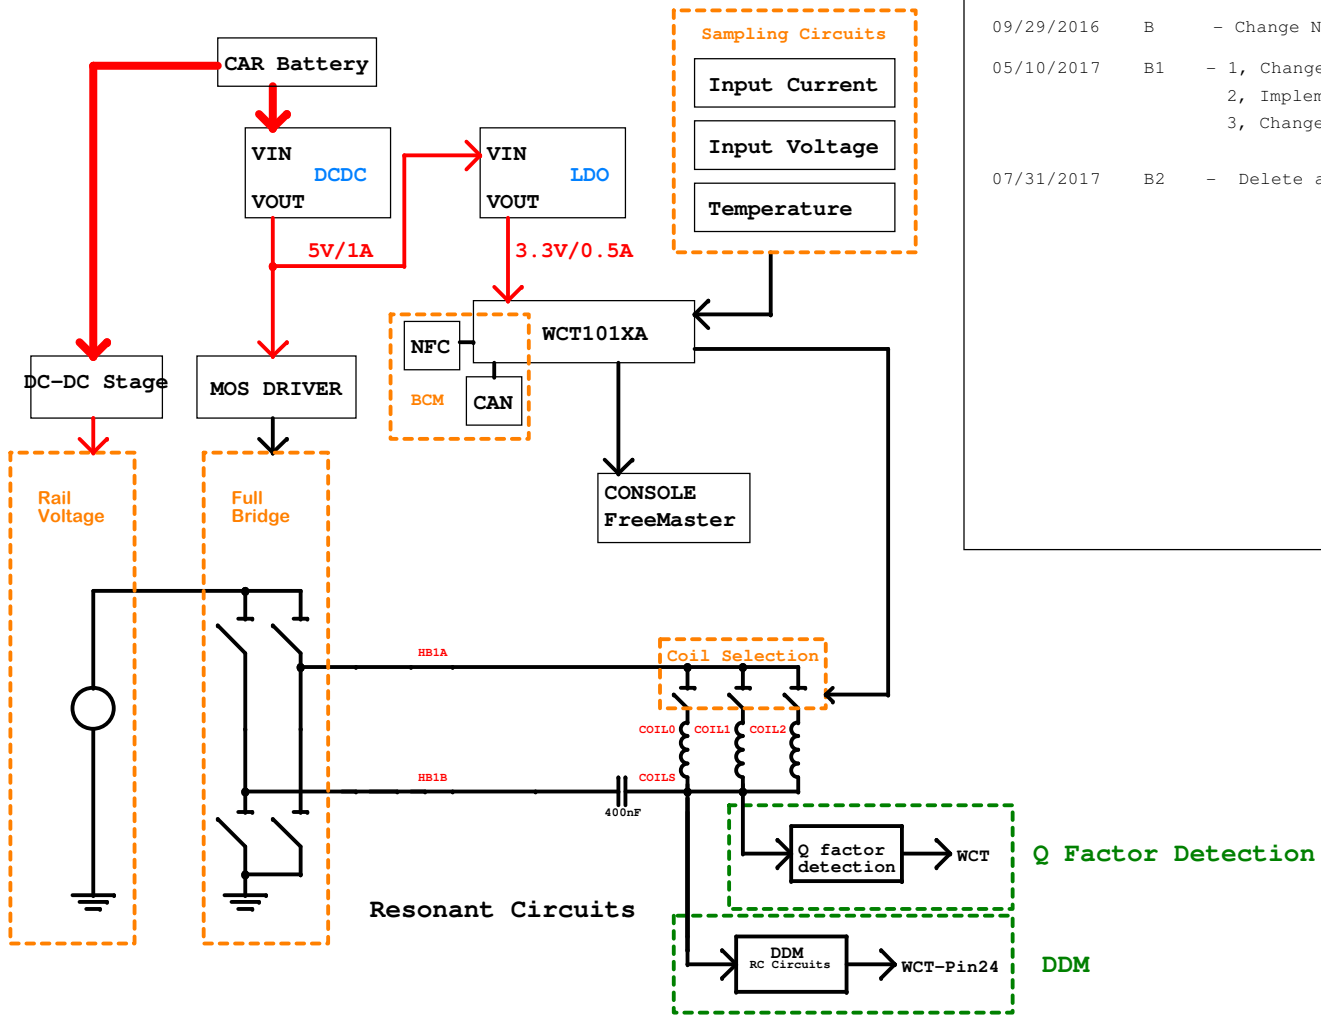 CAR Battery
VIN
DCDC
VOUT
VIN
LDO
VOUT
5V/1A
3.3V/0.5A
Sampling Circuits
Input Current
Input Voltage
Temperature
09/29/2016 B - Change N
05/10/2017 B1 - 1, Change
2, Implem
3, Change
07/31/2017 B2 - Delete a
WCT101XA
NFC
BCM
CAN
DC-DC Stage
MOS DRIVER
CONSOLE
FreeMaster
Rail
Voltage
Full
Bridge
HB1A
Coil Selection
COIL0
COIL1
COIL2
HB1B
COILS
400nF
Q factor
detection
WCT
Q Factor Detection
Resonant Circuits
DDM
RC Circuits
WCT-Pin24
DDM